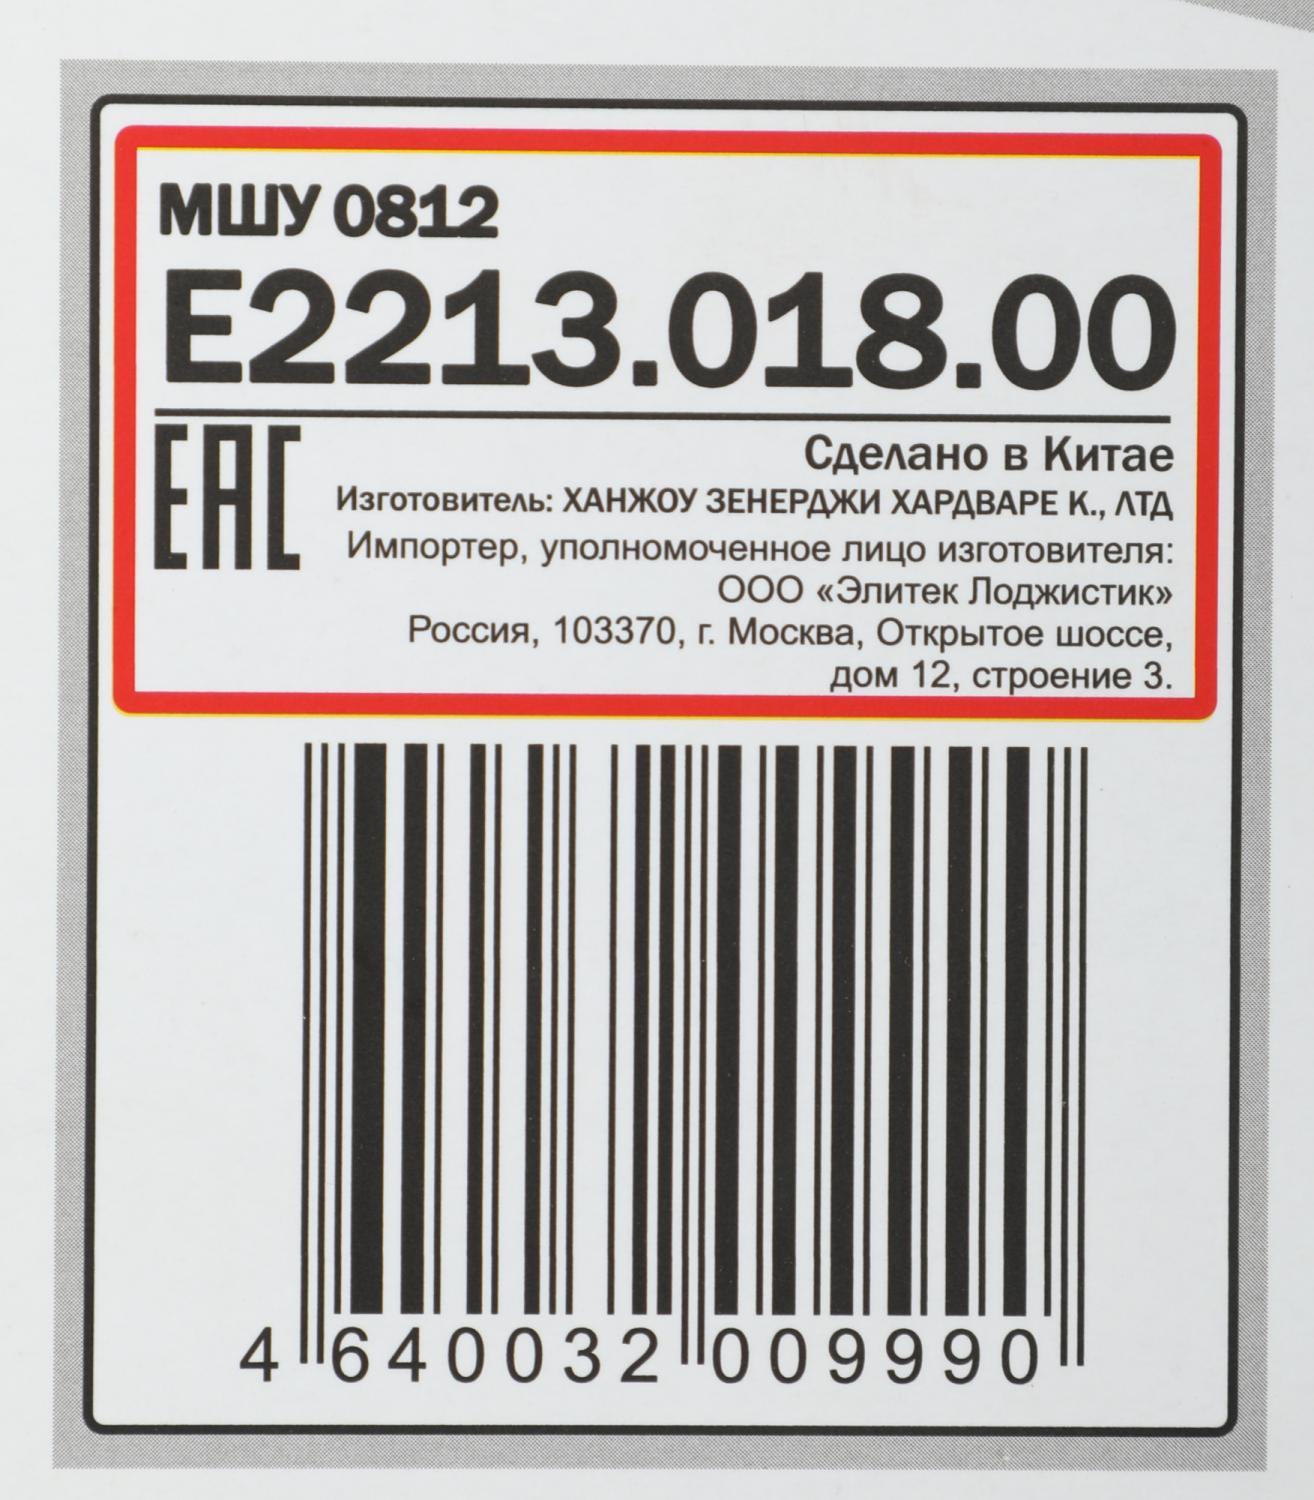 МШУ 0812
E2213.018.00
ЕАС
Сделано в Китае
Изготовитель: ХАНЖОУ ЗЕНЕРДЖИ ХАРДВАРЕ К., ЛТД
Импортер, уполномоченное лицо изготовителя:
ООО «Элитек Лоджистик»
Россия, 103370, г. Москва, Открытое шоссе,
дом 12, строение 3.
4 640032 009990